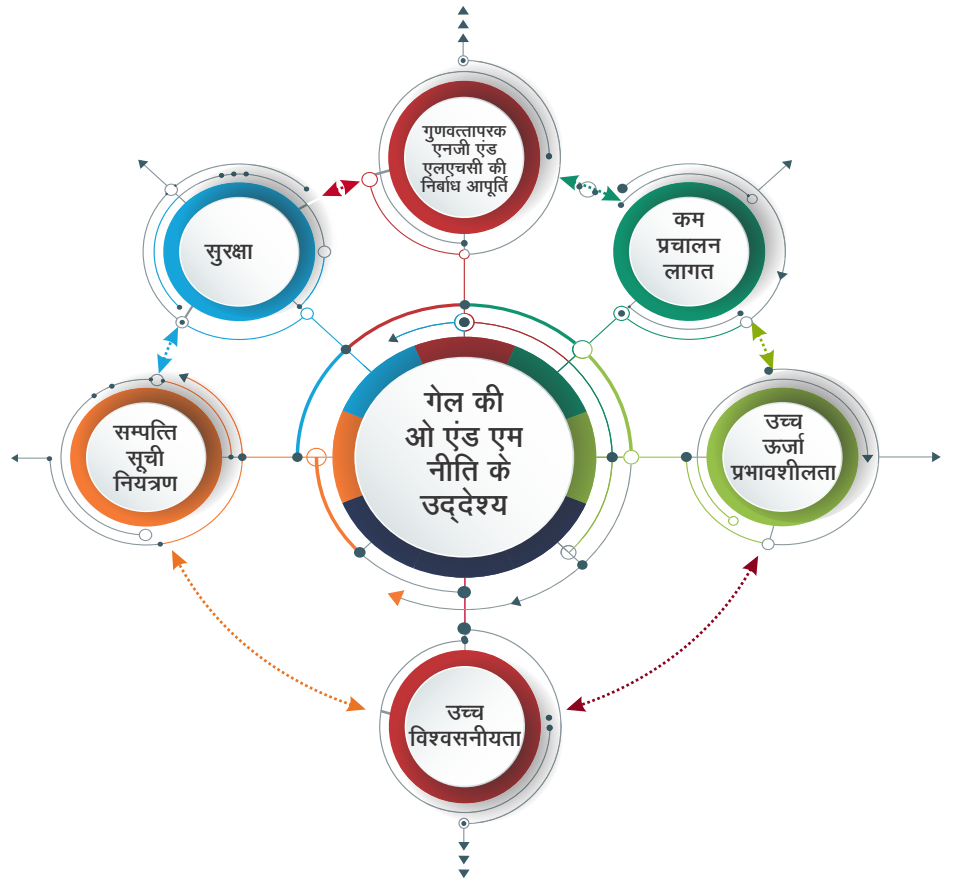 गुणवत्तापरक
एनजी एंड
एलएचसी की
निर्बाध आपूर्ति
सुरक्षा
कम
प्रचालन
लागत
गेल की
ओ एंड एम
नीति के
उद्देश्य
सम्पत्ति
सूची
नियंत्रण
उच्च
ऊर्जा
प्रभावशीलता
उच्च
विश्वसनीयता